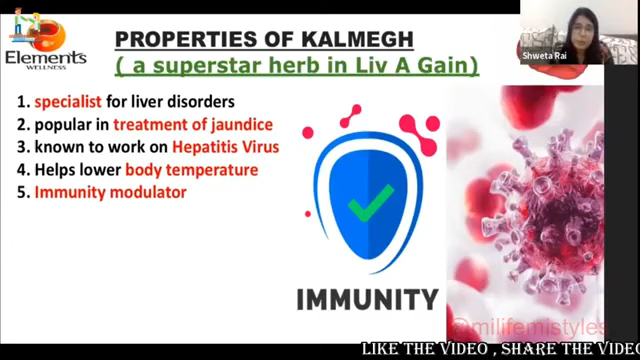 Elements
WELLNESS
PROPERTIES OF KALMEGH
( a superstar herb in Liv A Gain)
Shweta Rai
1. specialist for liver disorders
2. popular in treatment of jaundice
3. known to work on Hepatitis Virus
4. Helps lower body temperature
5. Immunity modulator
IMMUNITY
@milifemistyles
LIKE THE VIDEO , SHARE THE VIDEO